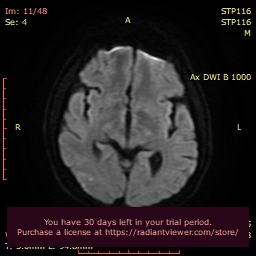 Im: 11/48
Se: 4
STP116
STP116
M
A
Ax DWI B 1000
R
L
You have 30 days left in your trial period.
Purchase a license at https://radiantviewer.com/store/